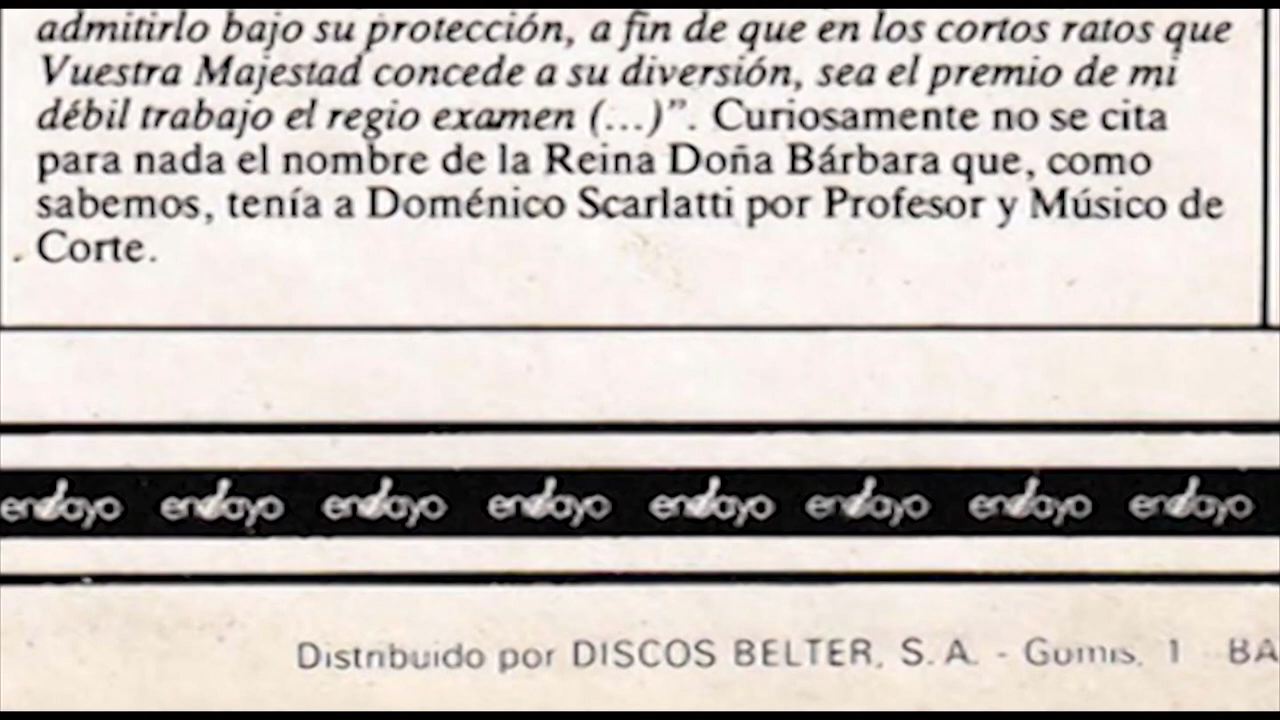 admitirlo bajo su protección, a fin de que en los cortos ratos que
Vuestra Majestad concede a su diversión, sea el premio de mi
débil trabajo el regio examen (...)”. Curiosamente no se cita
para nada el nombre de la Reina Doña Bárbara que, como
sabemos, tenía a Doménico Scarlatti por Profesor y Músico de
Corte.
ensayo ensayo ensayo ensayo ensayo ensayo ensayo ensayo
Distribuido por DISCOS BELTER, S. A. - Gomis, 1 BA